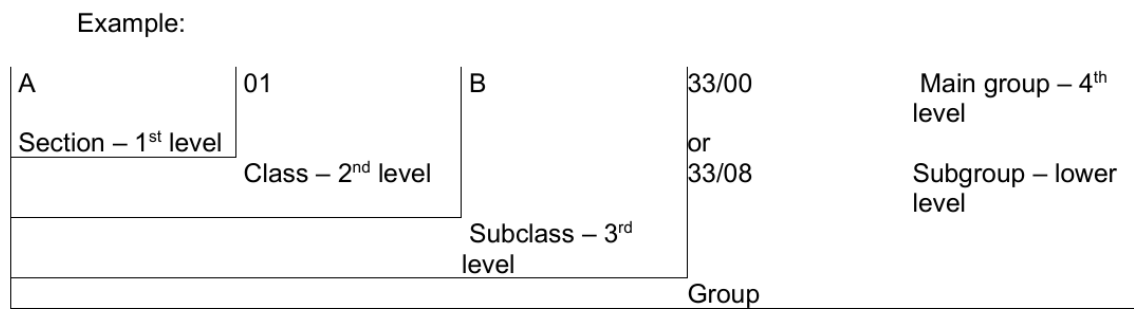 Example:
A 01 B 33/00 Main group – 4th
level
Section – 1st level or
Class – 2nd level 33/08 Subgroup – lower
level
Subclass – 3rd
level
Group